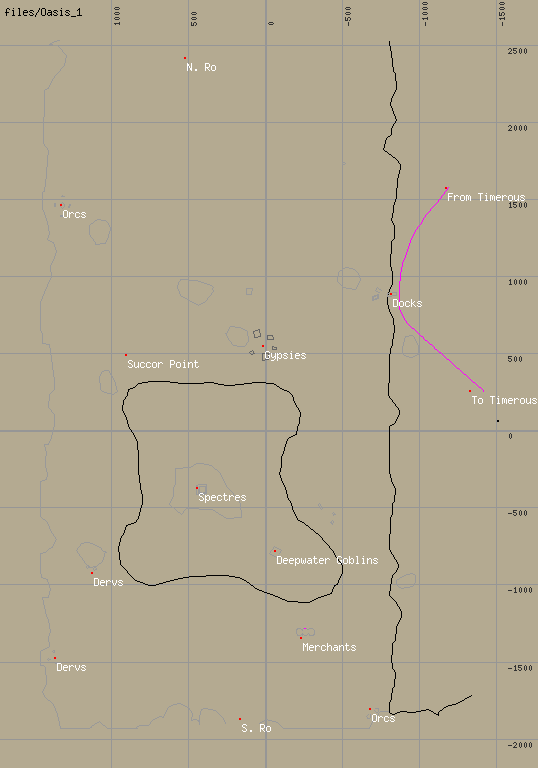 files/Oasis_1
1000
500
0
-500
-1000
-1500
2500
N. Ro
2000
From Timerous
1500
Orcs
1000
Docks
500
Gypsies
Succor Point
To Timerous
0
Spectres
-500
Deepwater Goblins
Dervs
-1000
Merchants
Dervs
-1500
Orcs
S. Ro
-2000